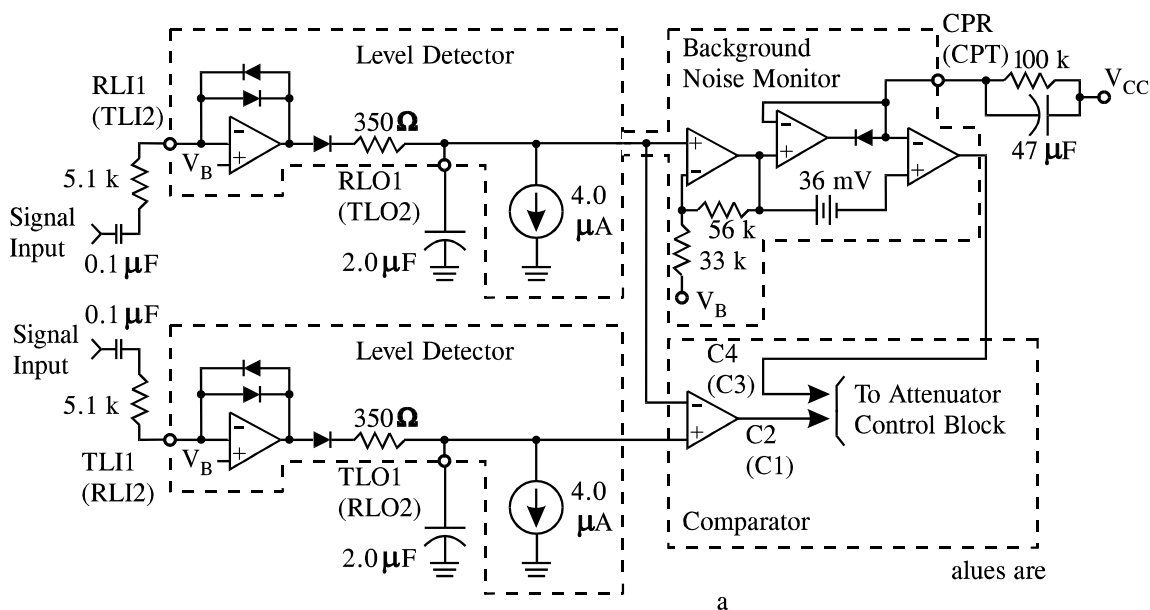 Level Detector
RLI1
(TLI2)
5.1 k
Signal
Input
0.1 µF
-
+
V_B
350Ω
RLO1
(TLO2)
2.0 µF
4.0
µA
Background
Noise Monitor
+
-
-
+
-
+
36 mV
56 k
33 k
V_B
CPR
(CPT)
100 k
V_CC
47 µF
0.1 µF
Signal
Input
5.1 k
TLI1
(RLI2)
Level Detector
-
+
V_B
350Ω
TLO1
(RLO2)
2.0 µF
4.0
µA
C4
(C3)
-
+
C2
(C1)
To Attenuator
Control Block
Comparator
alues are
a